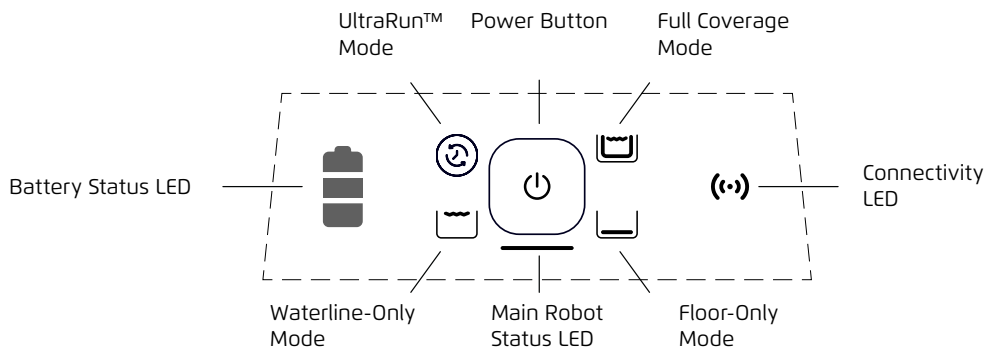 UltraRun™
Mode
Power Button
Full Coverage
Mode
Battery Status LED
Connectivity
LED
Waterline-Only
Mode
Main Robot
Status LED
Floor-Only
Mode